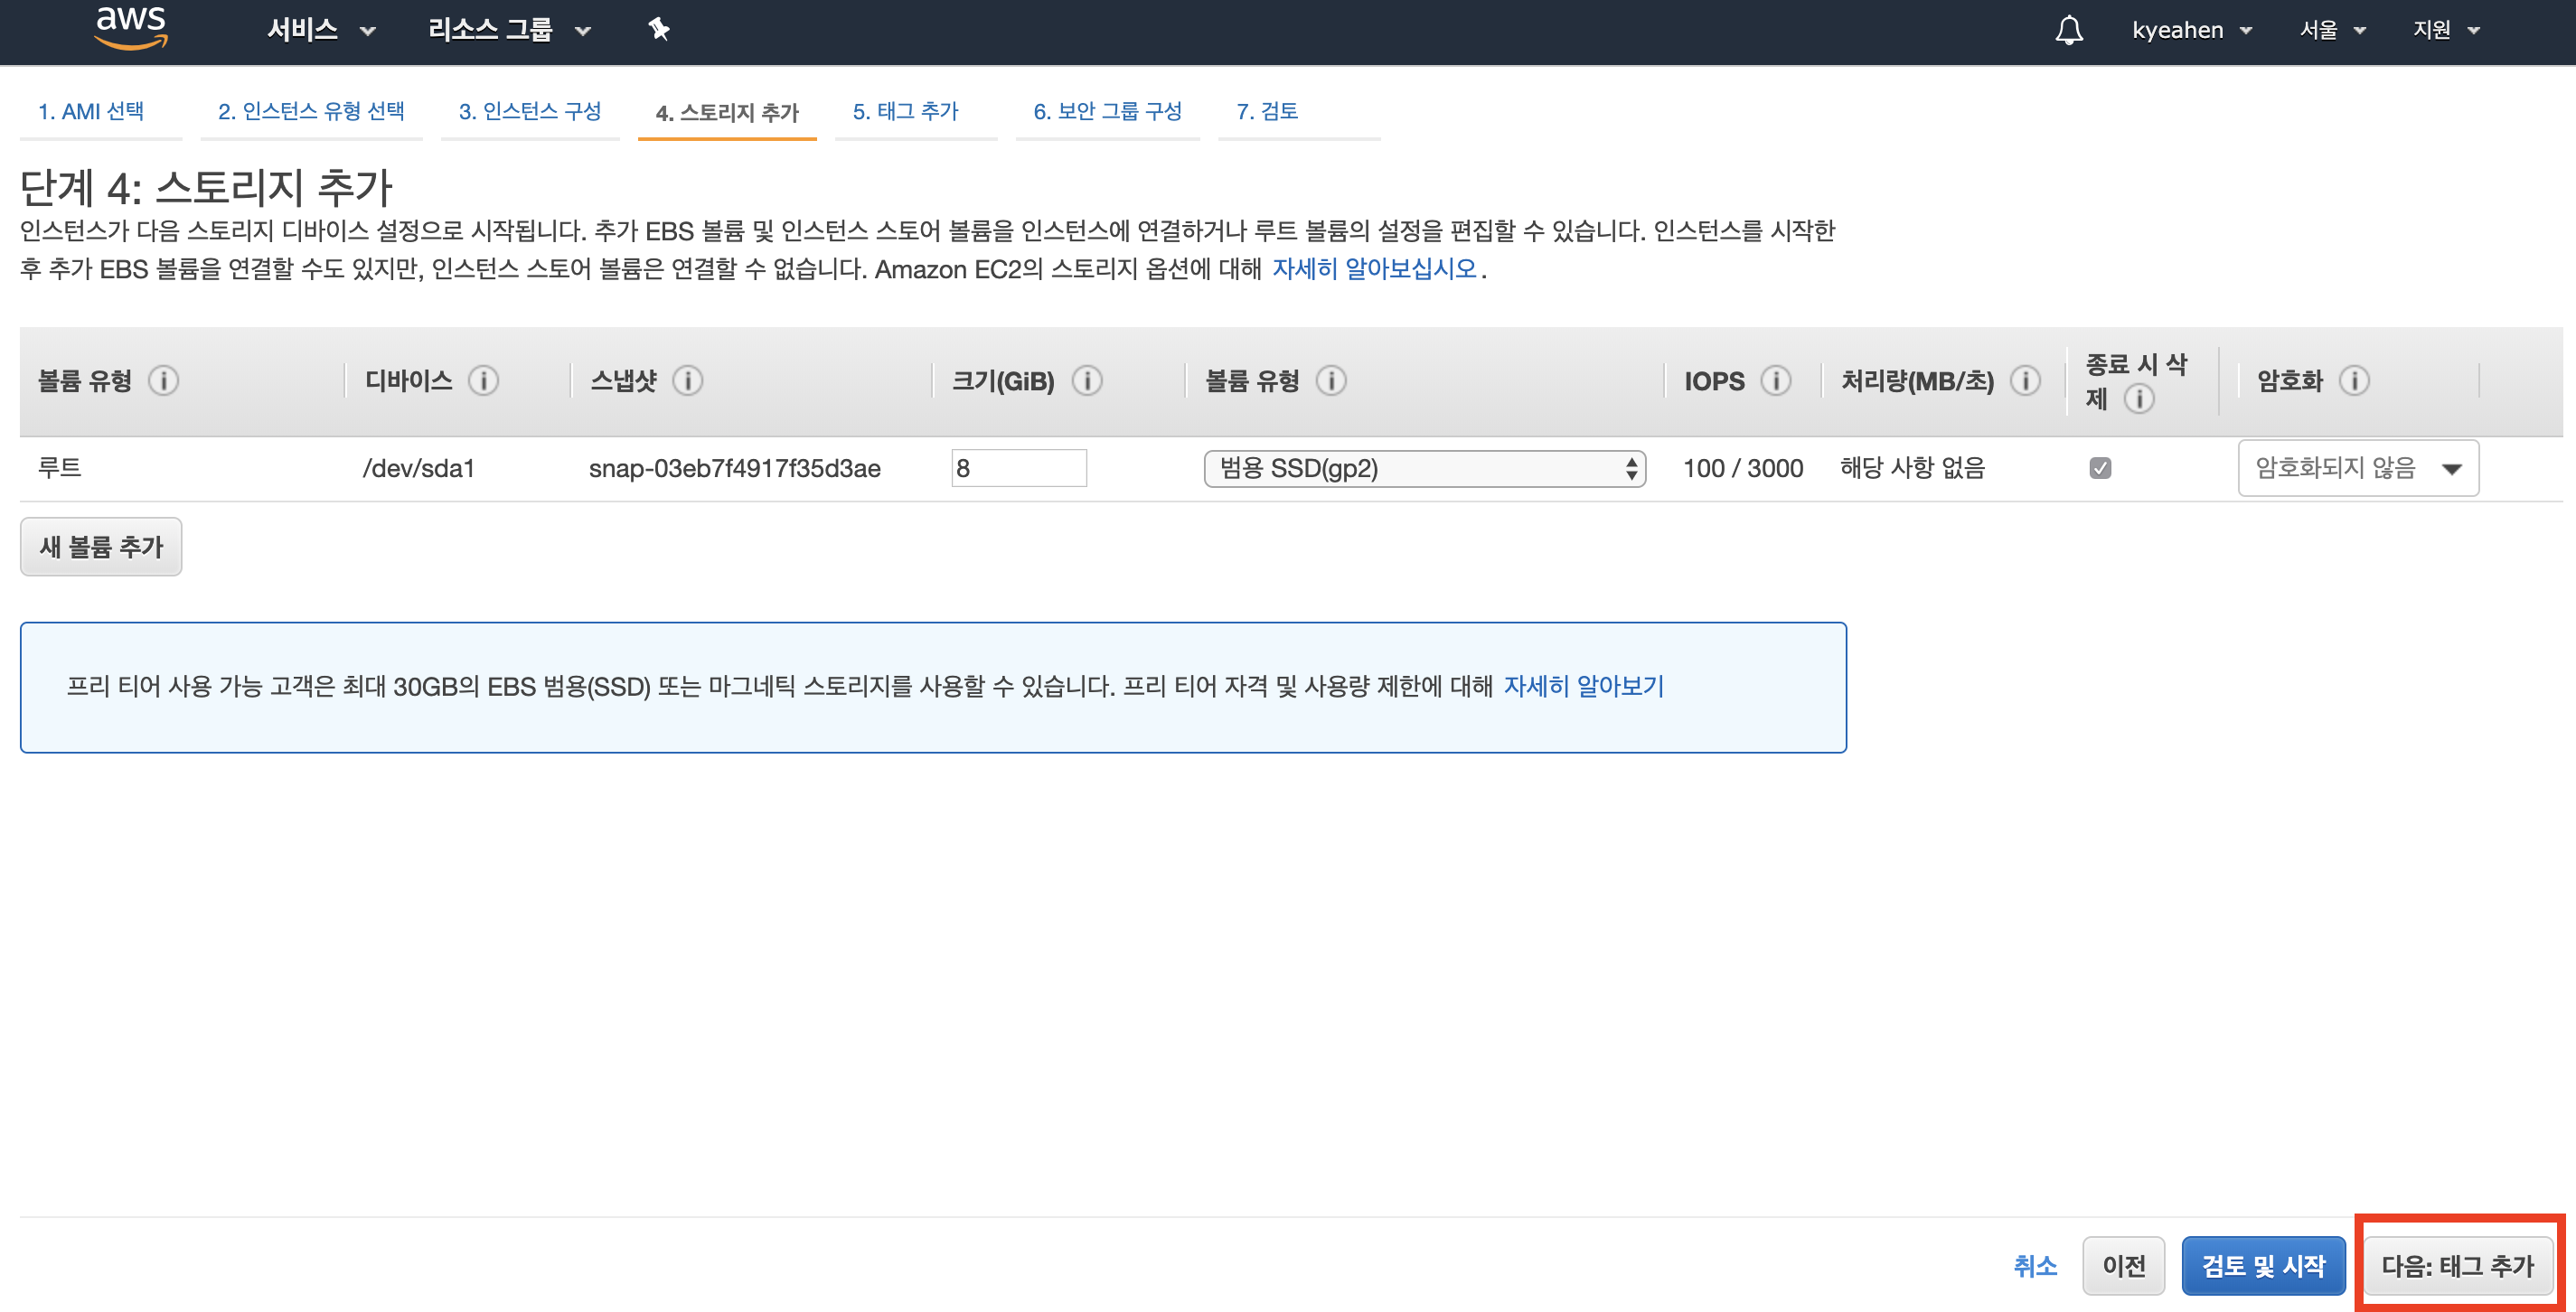 aws 서비스 리소스 그룹 kyeahen 서울 지원
1. AMI 선택 2. 인스턴스 유형 선택 3. 인스턴스 구성 4. 스토리지 추가 5. 태그 추가 6. 보안 그룹 구성 7. 검토
단계 4: 스토리지 추가
인스턴스가 다음 스토리지 디바이스 설정으로 시작됩니다. 추가 EBS 볼륨 및 인스턴스 스토어 볼륨을 인스턴스에 연결하거나 루트 볼륨의 설정을 편집할 수 있습니다. 인스턴스를 시작한
후 추가 EBS 볼륨을 연결할 수도 있지만, 인스턴스 스토어 볼륨은 연결할 수 없습니다. Amazon EC2의 스토리지 옵션에 대해 자세히 알아보십시오.
볼륨 유형 i 디바이스 i 스냅샷 i 크기(GiB) i 볼륨 유형 i IOPS i 처리량(MB/초) i 종료 시 삭
제 i 암호화 i
루트 /dev/sda1 snap-03eb7f4917f35d3ae 8 범용 SSD(gp2) 100 / 3000 해당 사항 없음 암호화되지 않음
새 볼륨 추가
프리 티어 사용 가능 고객은 최대 30GB의 EBS 범용(SSD) 또는 마그네틱 스토리지를 사용할 수 있습니다. 프리 티어 자격 및 사용량 제한에 대해 자세히 알아보기
취소 이전 검토 및 시작 다음: 태그 추가